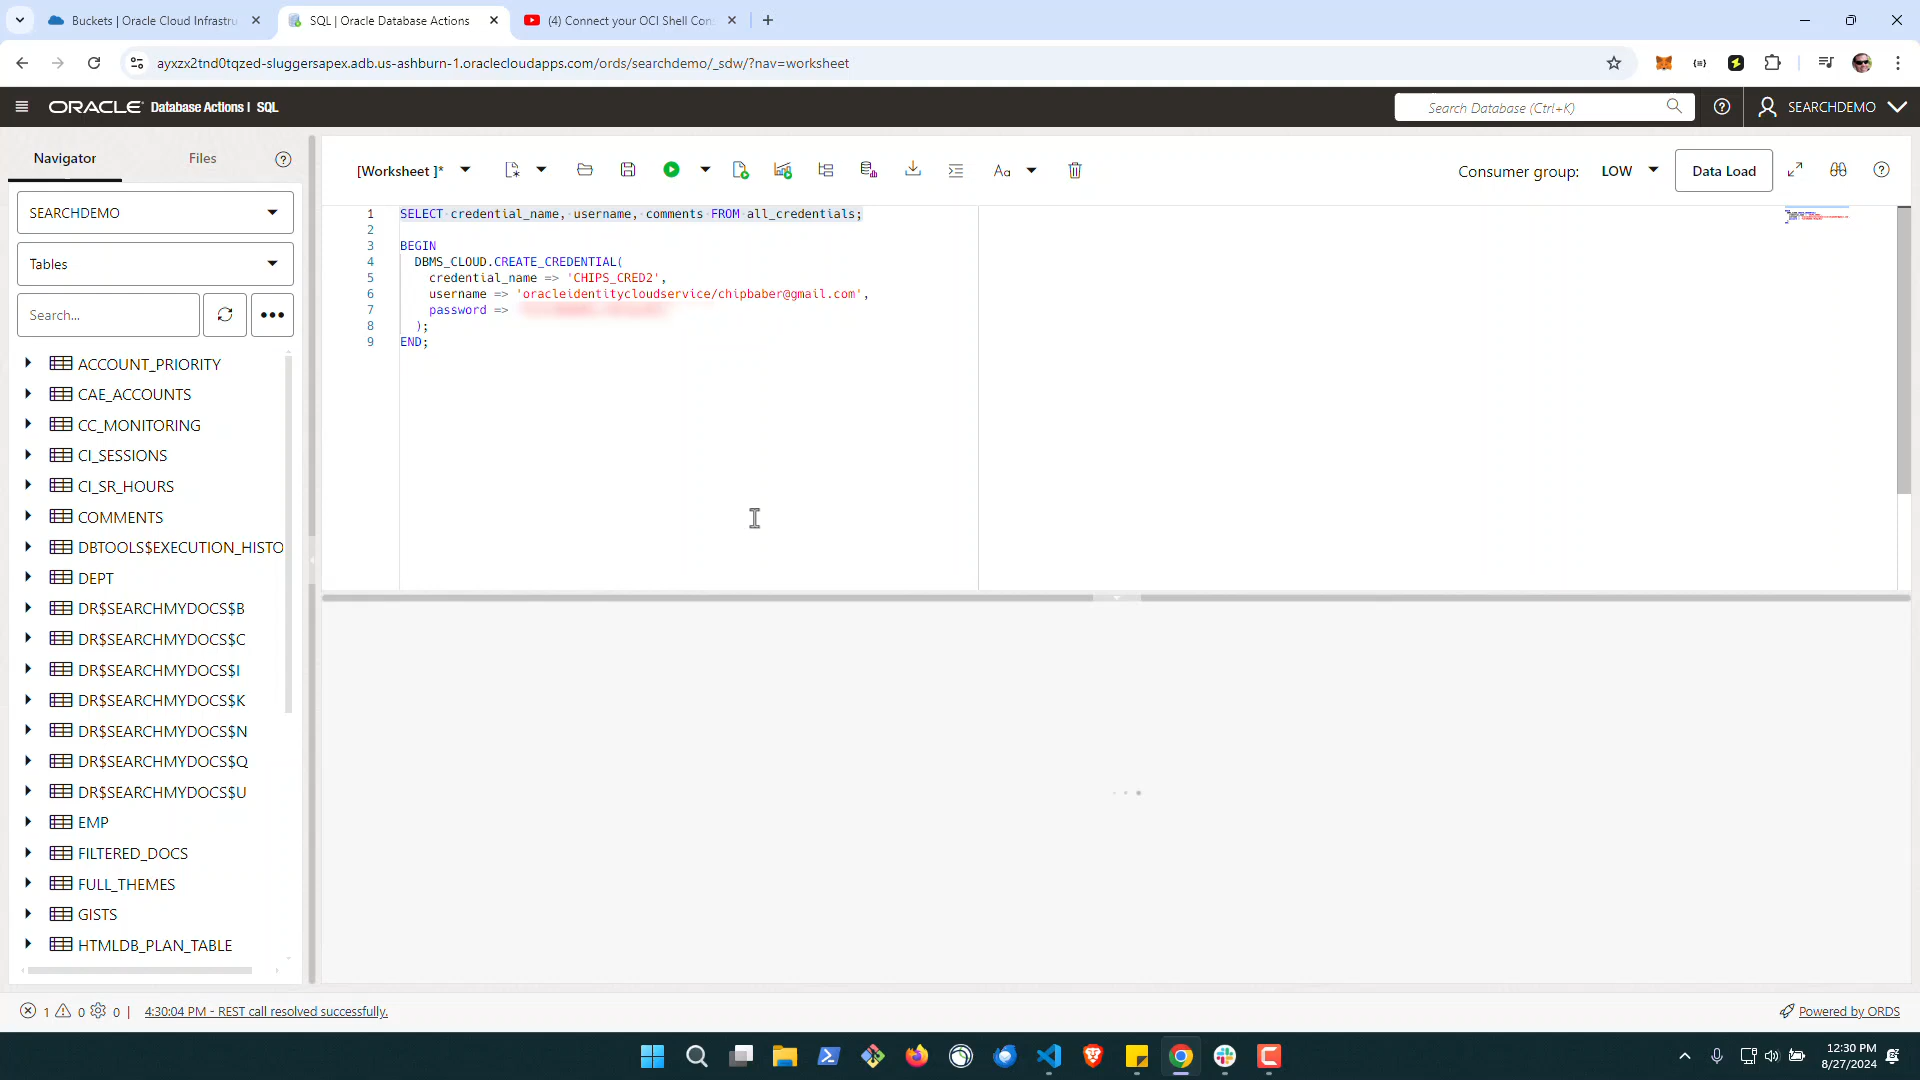 Buckets | Oracle Cloud Infrastru
SQL | Oracle Database Actions
(4) Connect your OCI Shell Con
ayxzx2tnd0tqzed-sluggersapex.adb.us-ashburn-1.oraclecloudapps.com/ords/searchdemo/_sdw/?nav=worksheet
ORACLE Database Actions | SQL
Search Database (Ctrl+K)
SEARCHDEMO
Navigator
Files
[Worksheet ]*
Aa
Consumer group:
LOW
Data Load
SEARCHDEMO
Tables
Search...
ACCOUNT_PRIORITY
CAE_ACCOUNTS
CC_MONITORING
CI_SESSIONS
CI_SR_HOURS
COMMENTS
DBTOOLS$EXECUTION_HISTO
DEPT
DR$SEARCHMYDOCS$B
DR$SEARCHMYDOCS$C
DR$SEARCHMYDOCS$I
DR$SEARCHMYDOCS$K
DR$SEARCHMYDOCS$N
DR$SEARCHMYDOCS$Q
DR$SEARCHMYDOCS$U
EMP
FILTERED_DOCS
FULL_THEMES
GISTS
HTMLDB_PLAN_TABLE
1 SELECT credential_name, username, comments FROM all_credentials;
2
3 BEGIN
4 DBMS_CLOUD.CREATE_CREDENTIAL(
5 credential_name => 'CHIPS_CRED2',
6 username => 'oracleidentitycloudservice/chipbaber@gmail.com',
7 password =>
8 );
9 END;
1 0 0 | 4:30:04 PM - REST call resolved successfully.
Powered by ORDS
12:30 PM
8/27/2024